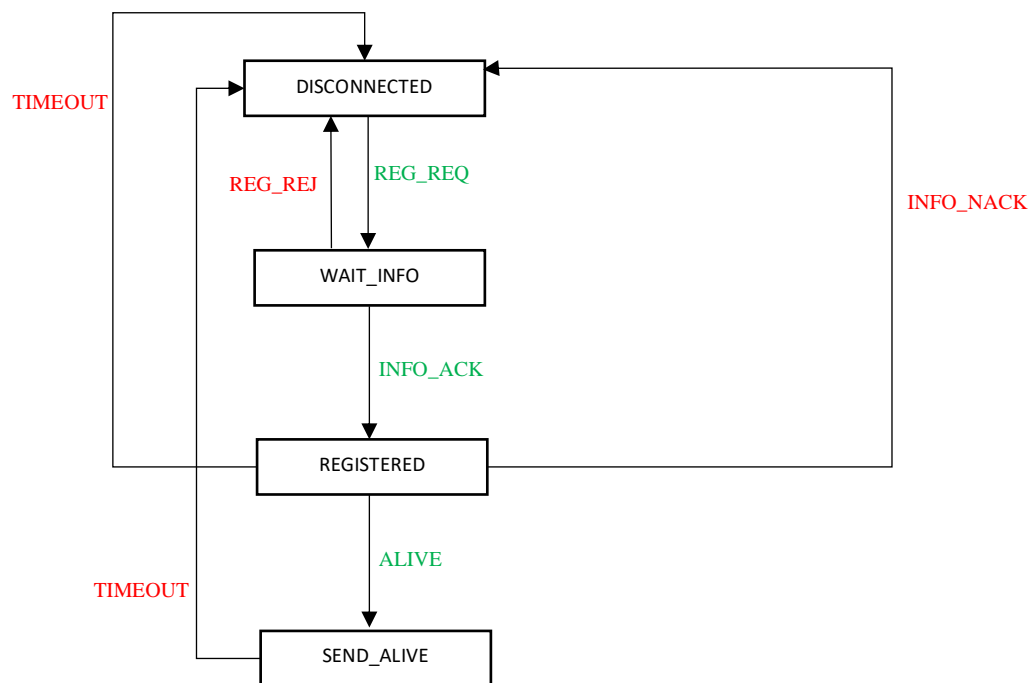 DISCONNECTED
TIMEOUT
REG_REJ
REG_REQ
INFO_NACK
WAIT_INFO
INFO_ACK
REGISTERED
ALIVE
TIMEOUT
SEND_ALIVE